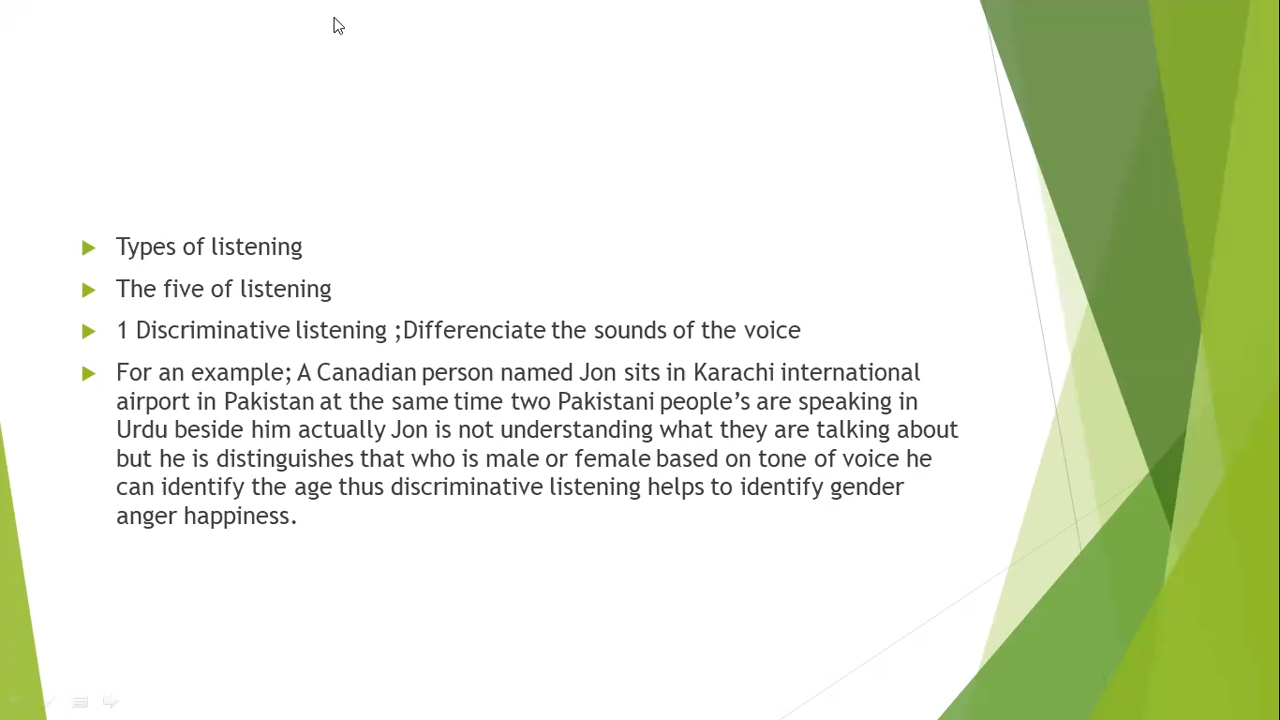 Types of listening
The five of listening
1 Discriminative listening ;Differenciate the sounds of the voice
For an example; A Canadian person named Jon sits in Karachi international
airport in Pakistan at the same time two Pakistani people’s are speaking in
Urdu beside him actually Jon is not understanding what they are talking about
but he is distinguishes that who is male or female based on tone of voice he
can identify the age thus discriminative listening helps to identify gender
anger happiness.